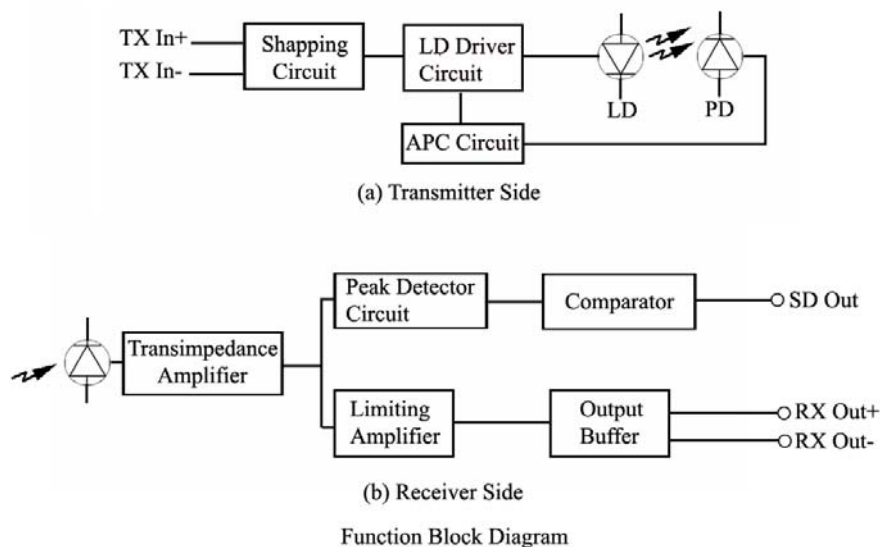 TX In+
TX In-
Shapping
Circuit
LD Driver
Circuit
LD
PD
APC Circuit
(a) Transmitter Side
Peak Detector
Circuit
Comparator
SD Out
Transimpedance
Amplifier
Limiting
Amplifier
Output
Buffer
RX Out+
RX Out-
(b) Receiver Side
Function Block Diagram